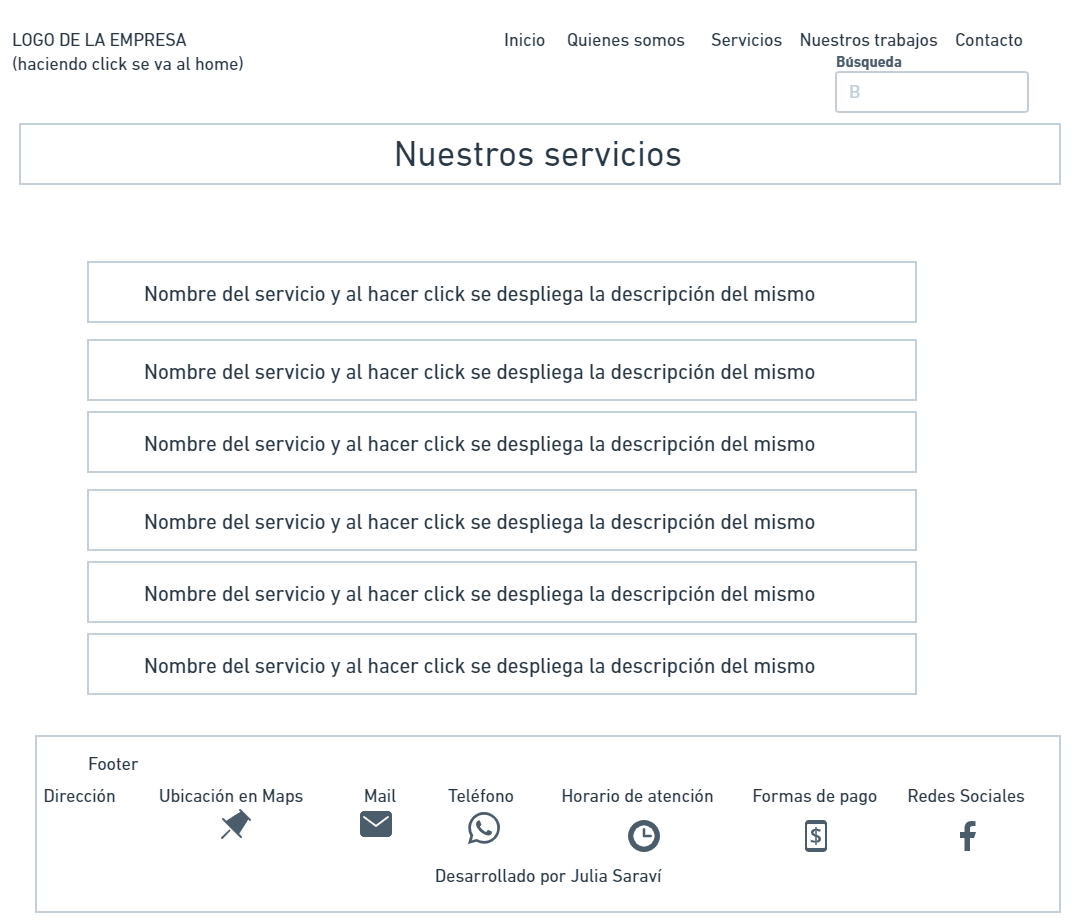 LOGO DE LA EMPRESA
(haciendo click se va al home)
Inicio Quienes somos Servicios Nuestros trabajos Contacto
Búsqueda
B
Nuestros servicios
Nombre del servicio y al hacer click se despliega la descripción del mismo
Nombre del servicio y al hacer click se despliega la descripción del mismo
Nombre del servicio y al hacer click se despliega la descripción del mismo
Nombre del servicio y al hacer click se despliega la descripción del mismo
Nombre del servicio y al hacer click se despliega la descripción del mismo
Nombre del servicio y al hacer click se despliega la descripción del mismo
Footer
Dirección Ubicación en Maps Mail Teléfono Horario de atención Formas de pago Redes Sociales
Desarrollado por Julia Saraví